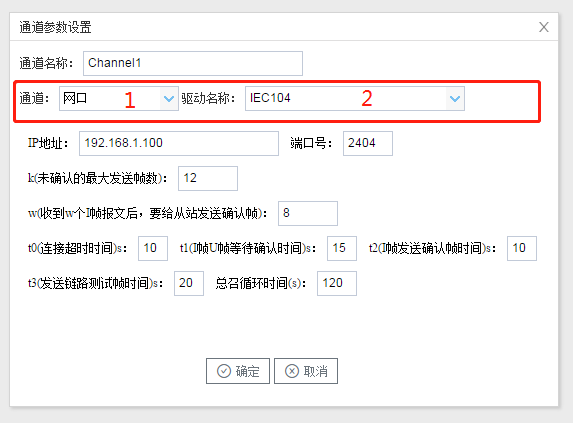 通道参数设置
通道名称： Channel1
通道： 网口 1 驱动名称： IEC104 2
IP地址： 192.168.1.100 端口号： 2404
k(未确认的最大发送帧数)： 12
w(收到w个I帧报文后，要给从站发送确认帧)： 8
t0(连接超时时间)s： 10 t1(I帧U帧等待确认时间)s： 15 t2(I帧发送确认帧时间)s： 10
t3(发送链路测试帧时间)s： 20 总召循环时间(s)： 120
确定 取消